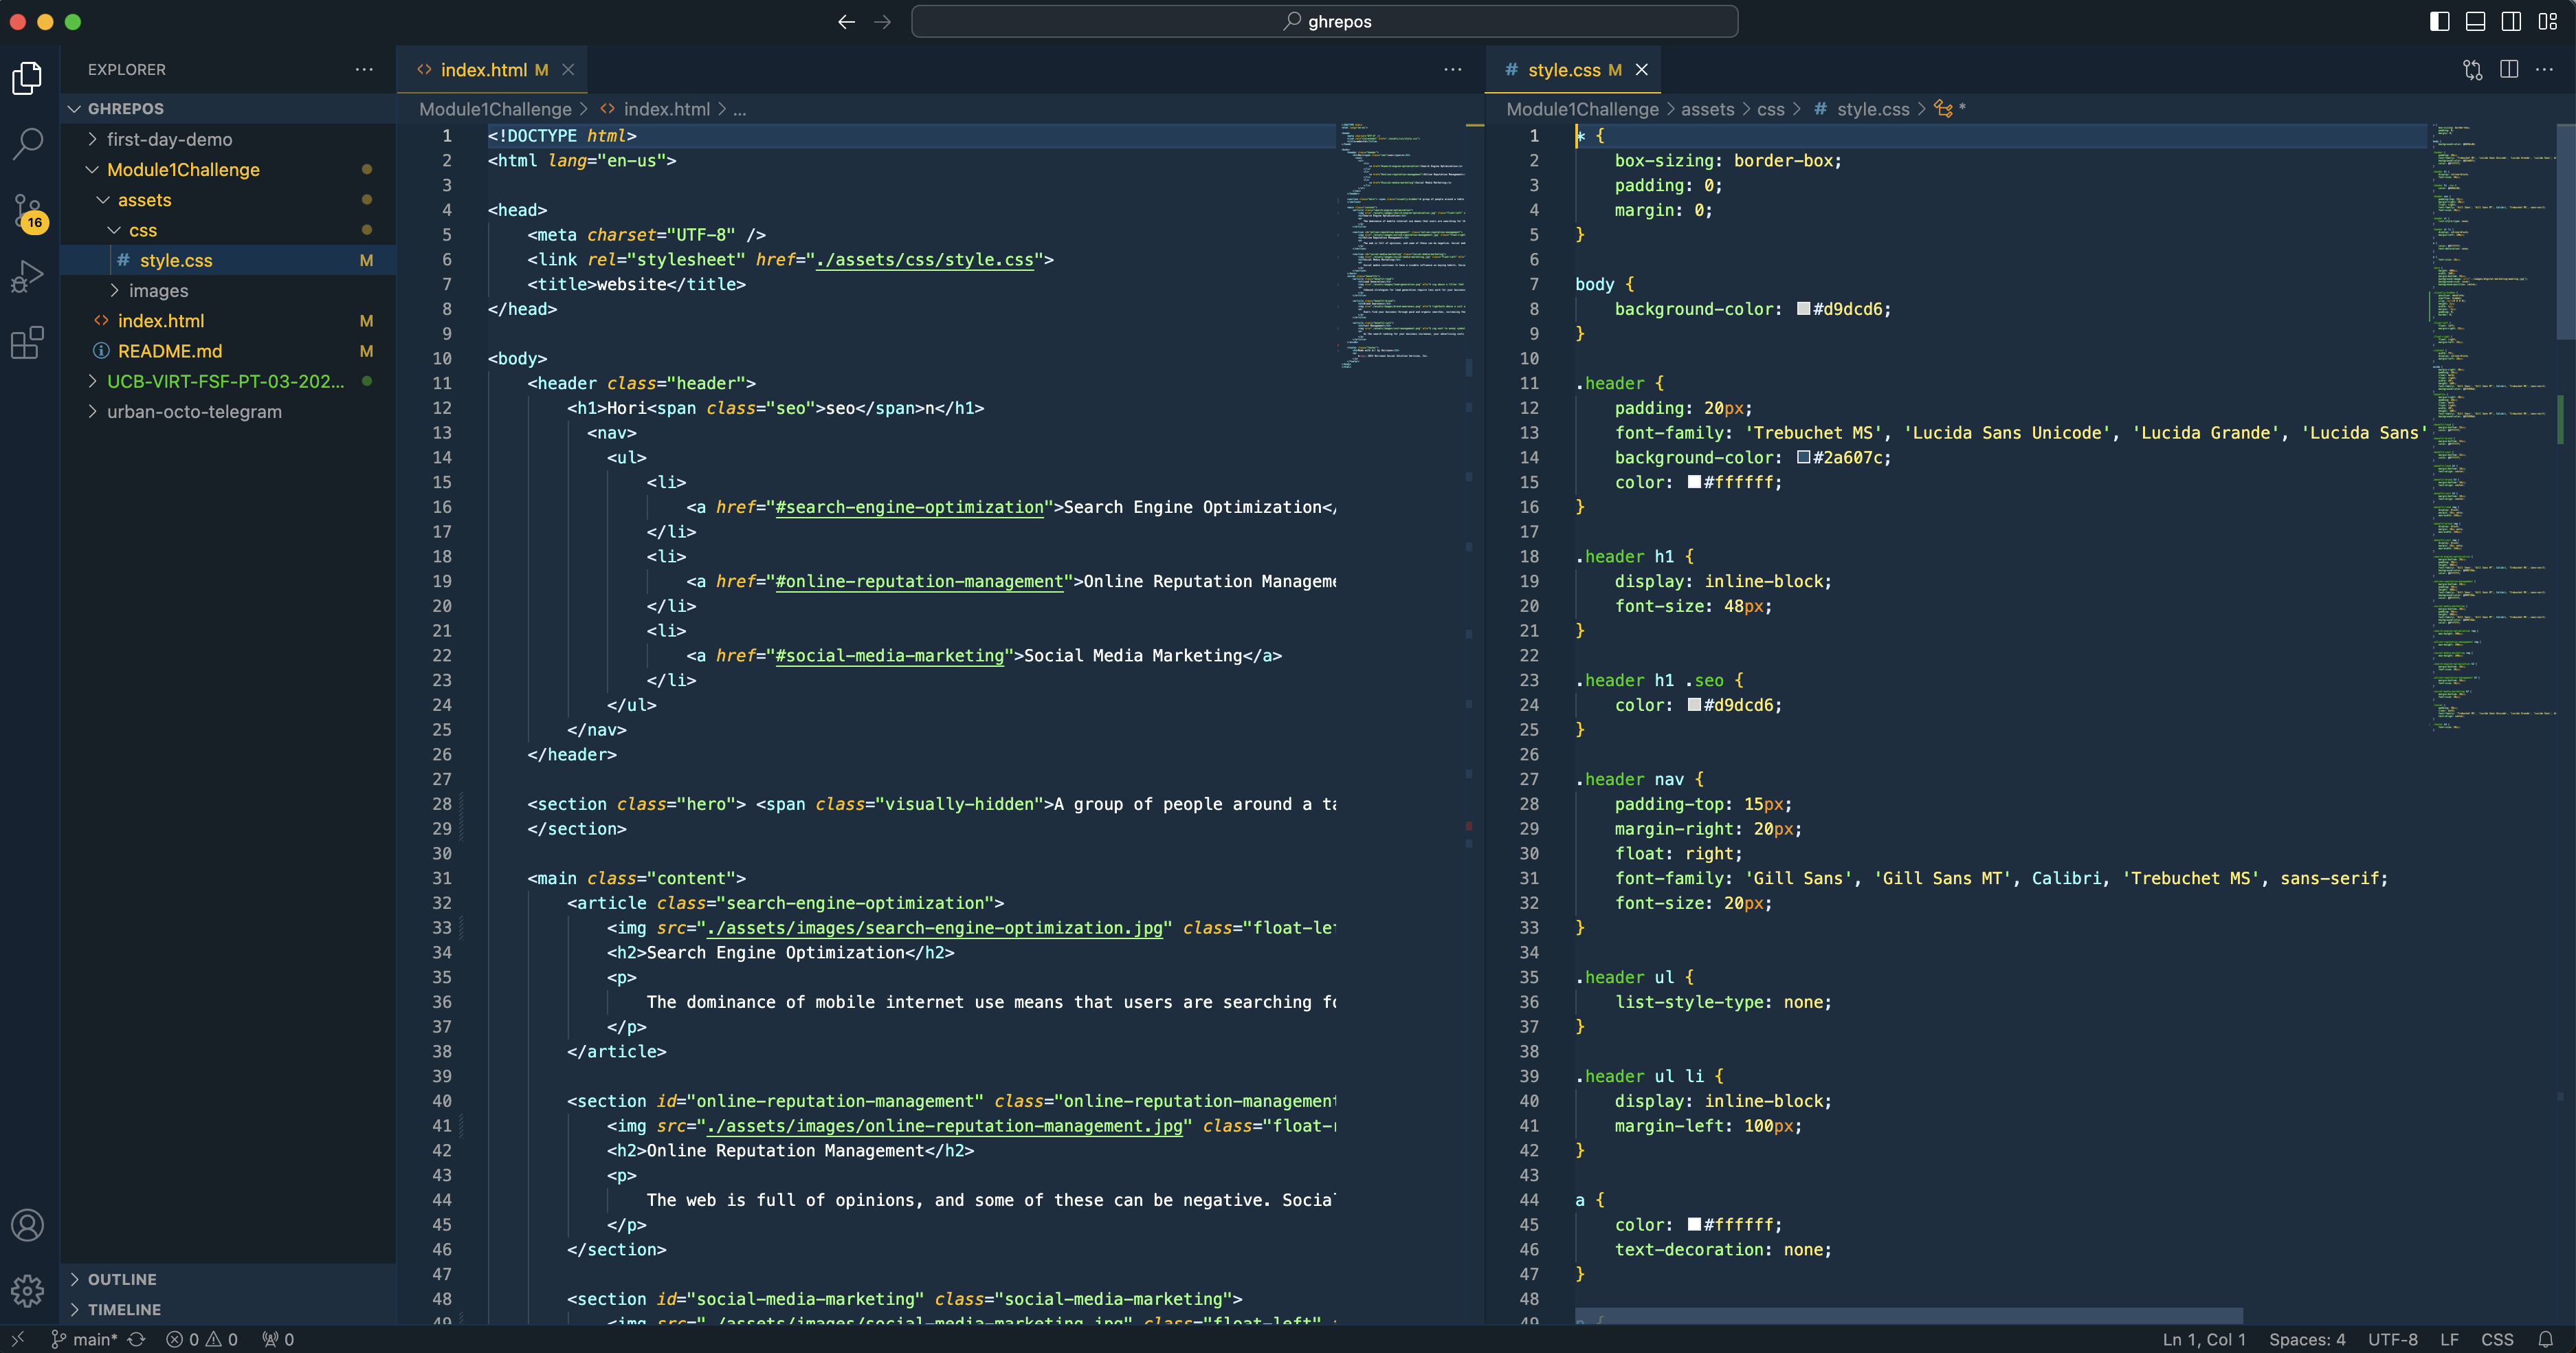 ghrepos
EXPLORER
GHREPOS
first-day-demo
Module1Challenge
assets
css
# style.css M
images
<> index.html M
README.md M
UCB-VIRT-FSF-PT-03-202...
urban-octo-telegram
16
OUTLINE
TIMELINE
<> index.html M
Module1Challenge > <> index.html > ...
1 <!DOCTYPE html>
2 <html lang="en-us">
3
4 <head>
5 <meta charset="UTF-8" />
6 <link rel="stylesheet" href="./assets/css/style.css">
7 <title>website</title>
8 </head>
9
10 <body>
11 <header class="header">
12 <h1>Hori<span class="seo">seo</span>n</h1>
13 <nav>
14 <ul>
15 <li>
16 <a href="#search-engine-optimization">Search Engine Optimization</
17 </li>
18 <li>
19 <a href="#online-reputation-management">Online Reputation Manageme
20 </li>
21 <li>
22 <a href="#social-media-marketing">Social Media Marketing</a>
23 </li>
24 </ul>
25 </nav>
26 </header>
27
28 <section class="hero"> <span class="visually-hidden">A group of people around a ta
29 </section>
30
31 <main class="content">
32 <article class="search-engine-optimization">
33 <img src="./assets/images/search-engine-optimization.jpg" class="float-le
34 <h2>Search Engine Optimization</h2>
35 <p>
36 The dominance of mobile internet use means that users are searching fo
37 </p>
38 </article>
39
40 <section id="online-reputation-management" class="online-reputation-management
41 <img src="./assets/images/online-reputation-management.jpg" class="float-
42 <h2>Online Reputation Management</h2>
43 <p>
44 The web is full of opinions, and some of these can be negative. Social
45 </p>
46 </section>
47
48 <section id="social-media-marketing" class="social-media-marketing">
49 <img src="./assets/images/social-media-marketing.jpg" class="float-left"
# style.css M
Module1Challenge > assets > css > # style.css > *
1 * {
2 box-sizing: border-box;
3 padding: 0;
4 margin: 0;
5 }
6
7 body {
8 background-color: #d9dcd6;
9 }
10
11 .header {
12 padding: 20px;
13 font-family: 'Trebuchet MS', 'Lucida Sans Unicode', 'Lucida Grande', 'Lucida Sans'
14 background-color: #2a607c;
15 color: #ffffff;
16 }
17
18 .header h1 {
19 display: inline-block;
20 font-size: 48px;
21 }
22
23 .header h1 .seo {
24 color: #d9dcd6;
25 }
26
27 .header nav {
28 padding-top: 15px;
29 margin-right: 20px;
30 float: right;
31 font-family: 'Gill Sans', 'Gill Sans MT', Calibri, 'Trebuchet MS', sans-serif;
32 font-size: 20px;
33 }
34
35 .header ul {
36 list-style-type: none;
37 }
38
39 .header ul li {
40 display: inline-block;
41 margin-left: 100px;
42 }
43
44 a {
45 color: #ffffff;
46 text-decoration: none;
47 }
48
49 p {
main* 0 0 0
Ln 1, Col 1 Spaces: 4 UTF-8 LF CSS